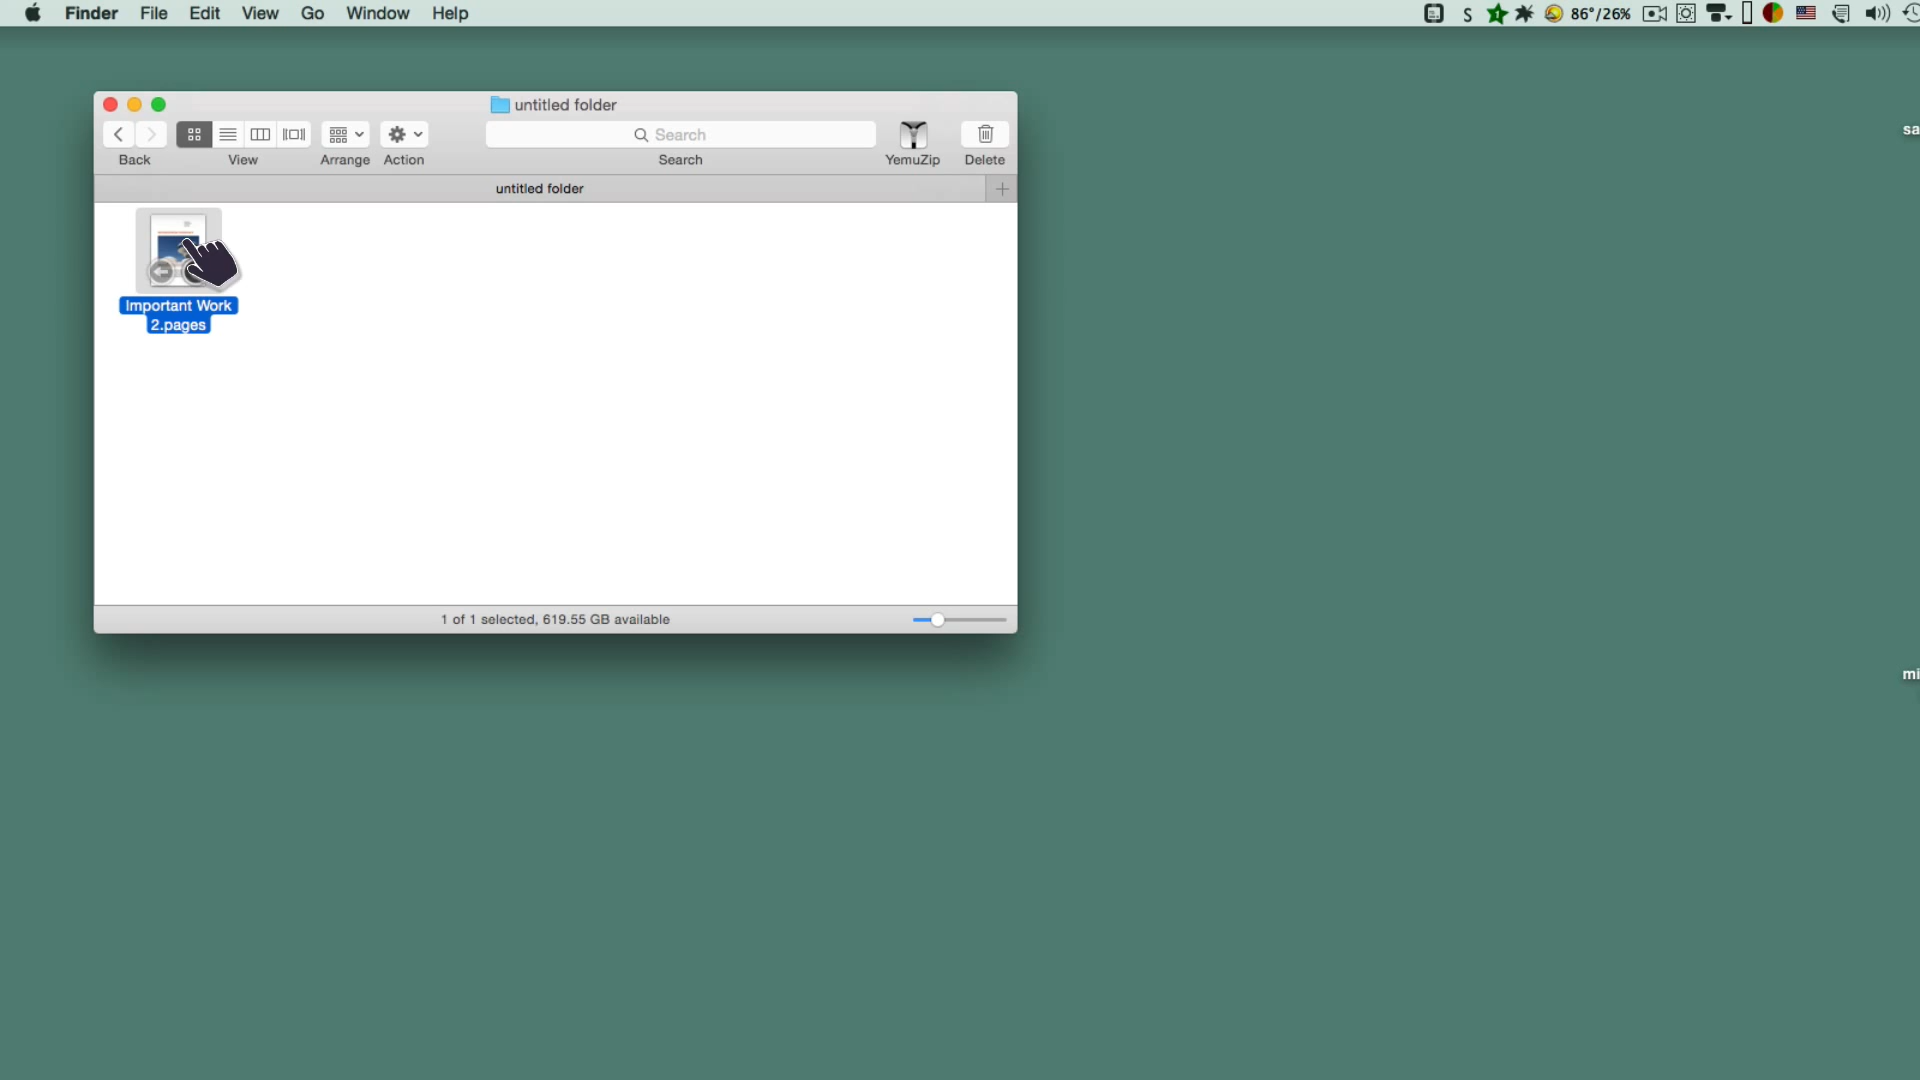 Finder File Edit View Go Window Help
S 86°/26%
untitled folder
Search
Back View Arrange Action Search YemuZip Delete
untitled folder
Important Work
2.pages
1 of 1 selected, 619.55 GB available
sa
mi